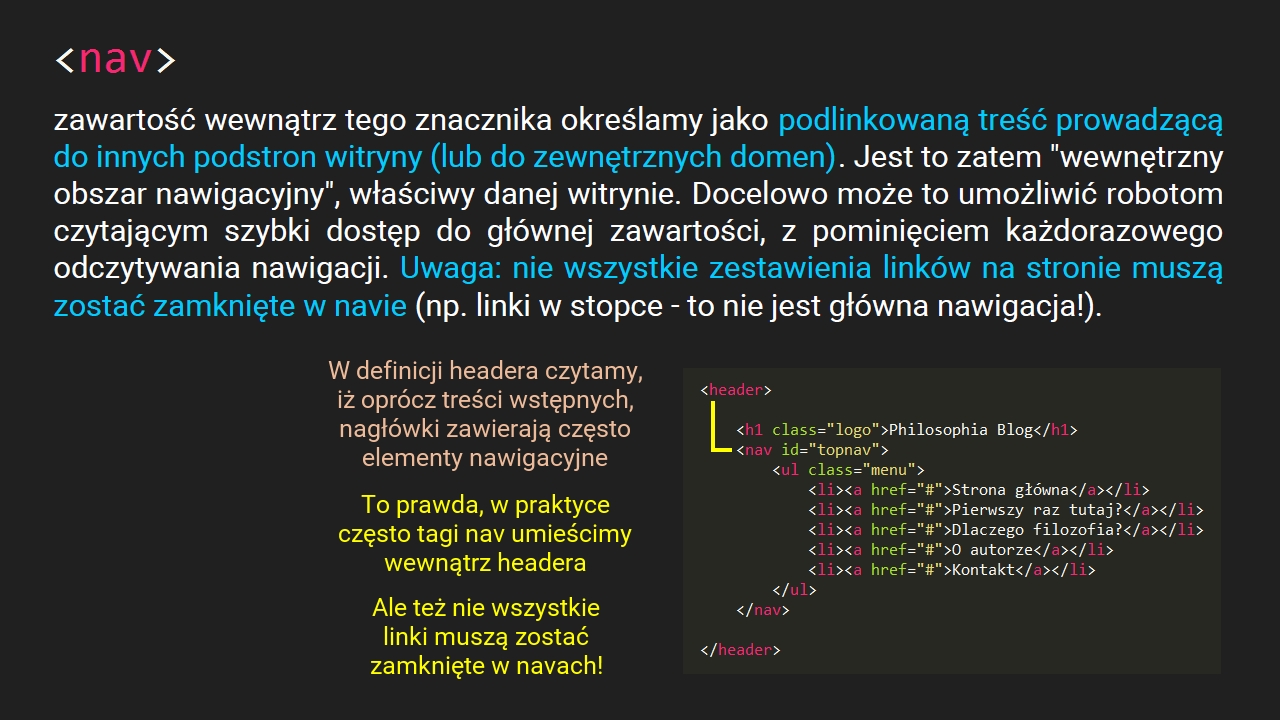 <nav>
zawartość wewnątrz tego znacznika określamy jako podlinkowaną treść prowadzącą
do innych podstron witryny (lub do zewnętrznych domen). Jest to zatem "wewnętrzny
obszar nawigacyjny", właściwy danej witrynie. Docelowo może to umożliwić robotom
czytającym szybki dostęp do głównej zawartości, z pominięciem każdorazowego
odczytywania nawigacji. Uwaga: nie wszystkie zestawienia linków na stronie muszą
zostać zamknięte w navie (np. linki w stopce - to nie jest główna nawigacja!).
W definicji headera czytamy,
iż oprócz treści wstępnych,
nagłówki zawierają często
elementy nawigacyjne
To prawda, w praktyce
często tagi nav umieścimy
wewnątrz headera
Ale też nie wszystkie
linki muszą zostać
zamknięte w navach!
<header>
<h1 class="logo">Philosophia Blog</h1>
<nav id="topnav">
<ul class="menu">
<li><a href="#">Strona główna</a></li>
<li><a href="#">Pierwszy raz tutaj?</a></li>
<li><a href="#">Dlaczego filozofia?</a></li>
<li><a href="#">O autorze</a></li>
<li><a href="#">Kontakt</a></li>
</ul>
</nav>
</header>